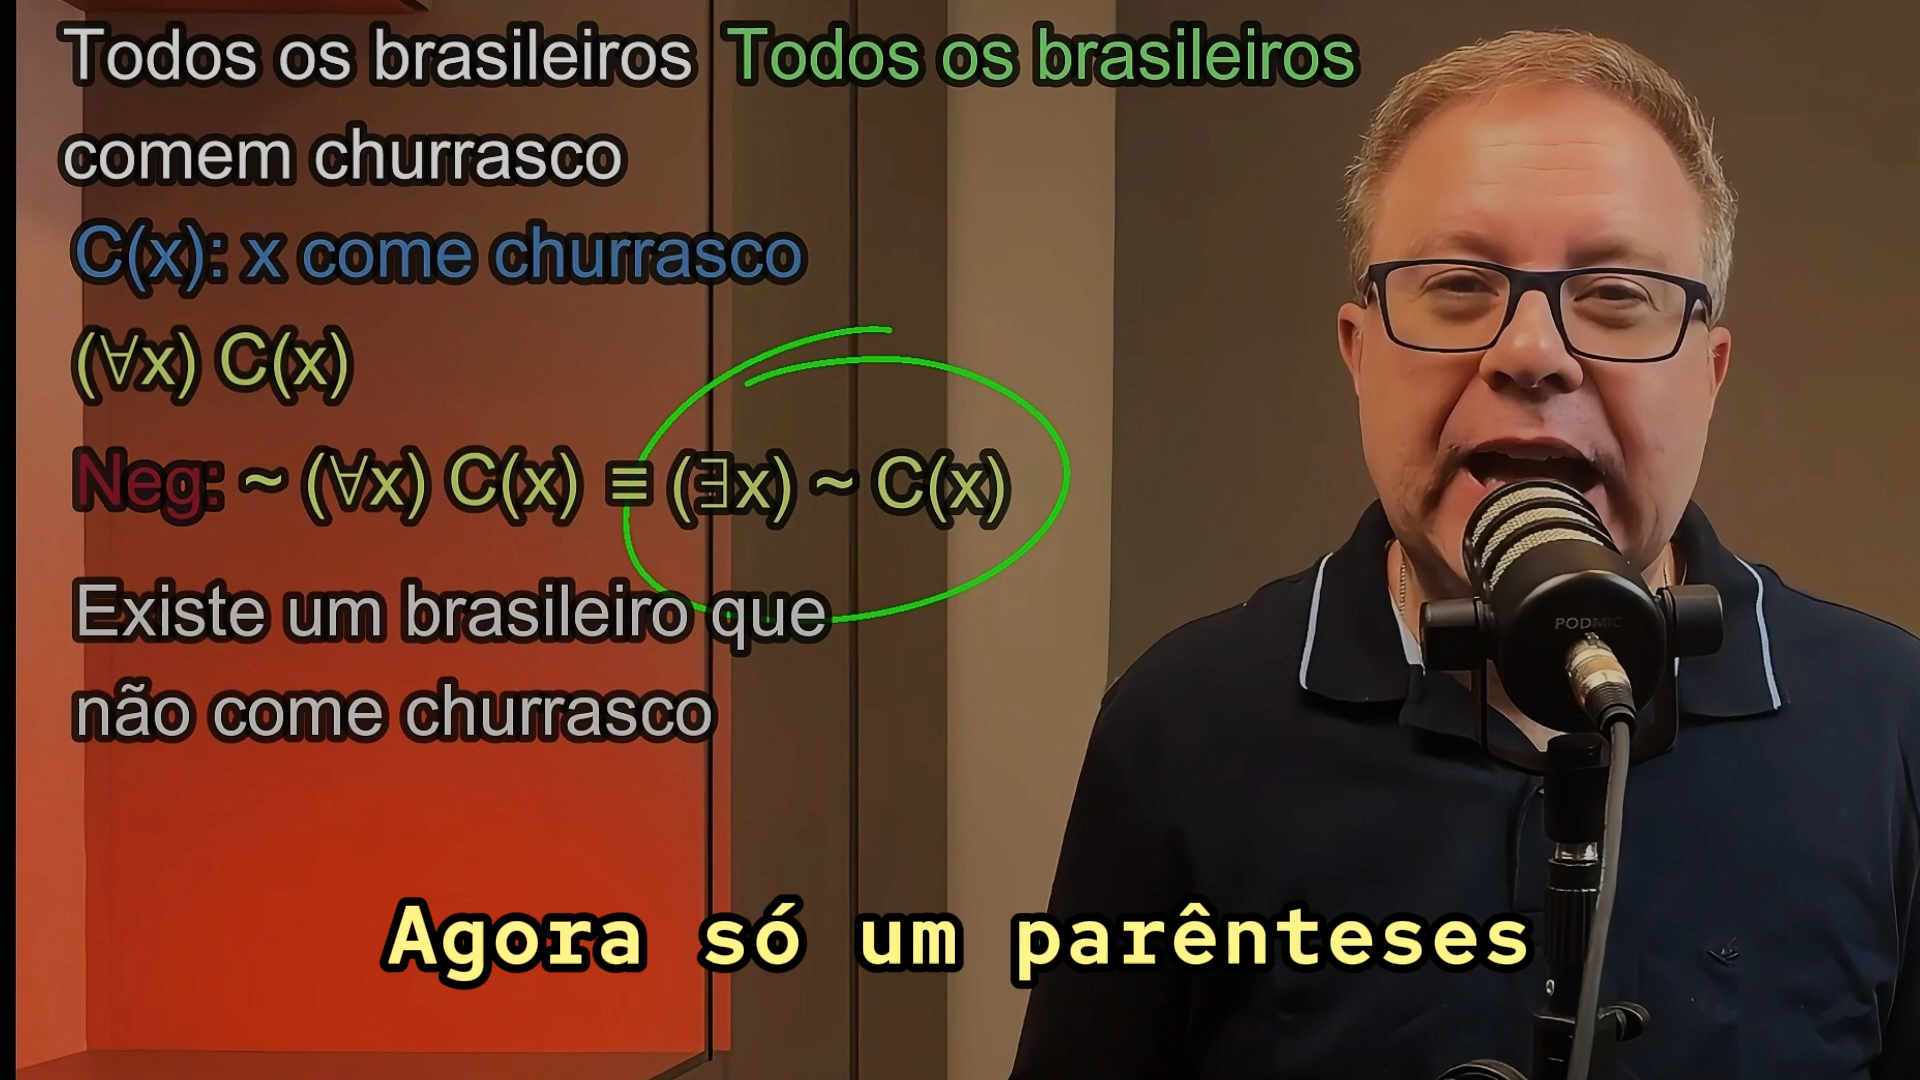 Todos os brasileiros Todos os brasileiros
comem churrasco
C(x): x come churrasco
(∀x) C(x)
Neg: ~ (∀x) C(x) ≡ (∃x) ~ C(x)
Existe um brasileiro que
não come churrasco
PODMIC
Agora só um parênteses